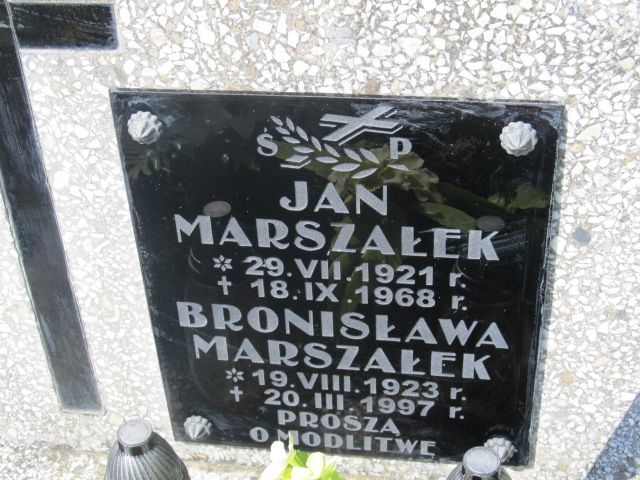 Ś P
JAN
MARSZAŁEK
* 29.VII.1921 r.
† 18.IX.1968 r.
BRONISŁAWA
MARSZAŁEK
* 19.VIII.1923 r.
† 20.III.1997 r.
PROSZĄ
O MODLITWĘ